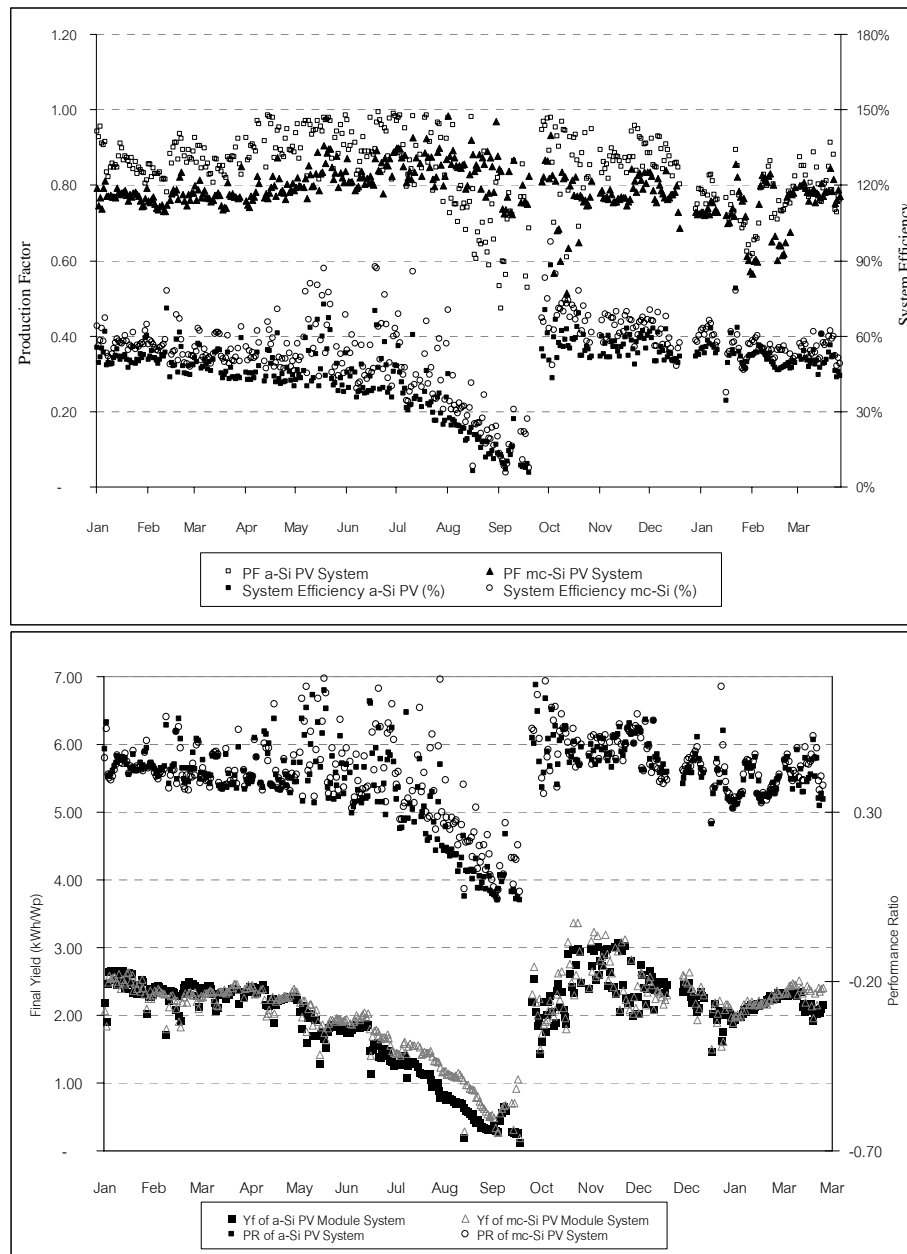 1.20
1.00
0.80
0.60
0.40
0.20
-
Production Factor
180%
150%
120%
90%
60%
30%
0%
System Efficiency
Jan Feb Mar Apr May Jun Jul Aug Sep Oct Nov Dec Jan Feb Mar
PF a-Si PV System PF mc-Si PV System
System Efficiency a-Si PV (%) System Efficiency mc-Si (%)
7.00
6.00
5.00
4.00
3.00
2.00
1.00
-
Final Yield (kWh/Wp)
0.30
-0.20
-0.70
Performance Ratio
Jan Feb Mar Apr May Jun Jul Aug Sep Oct Nov Dec Dec Jan Mar Mar
Yf of a-Si PV Module System Yf of mc-Si PV Module System
PR of a-Si PV System PR of mc-Si PV System